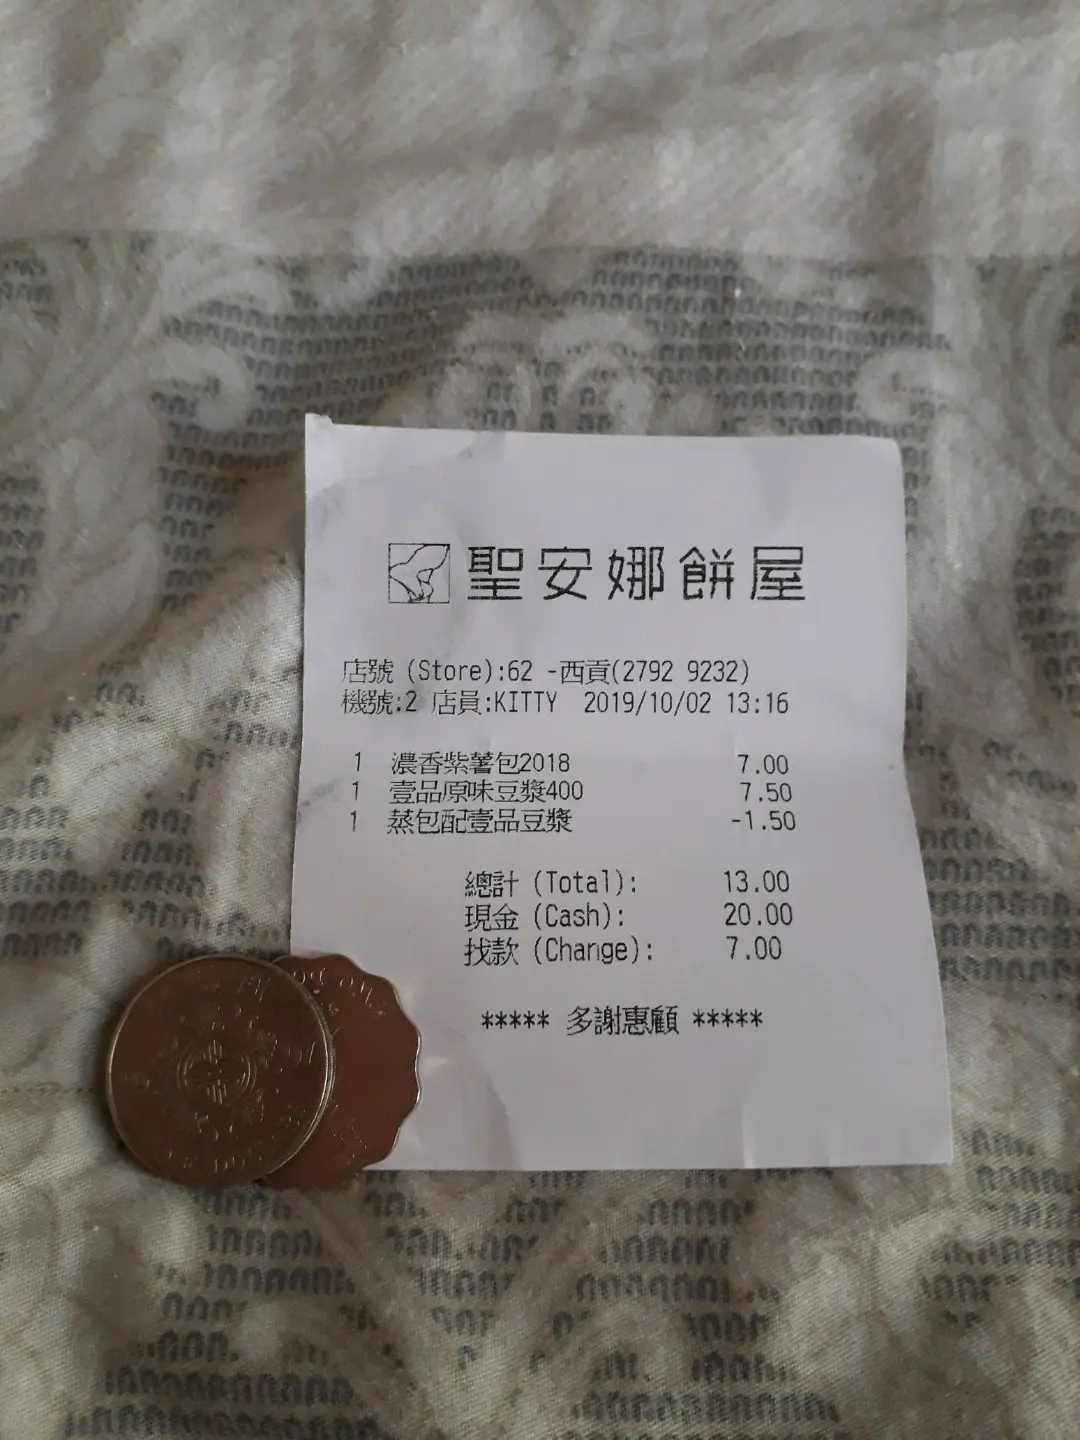 聖安娜餅屋
店號 (Store):62 -西貢(2792 9232)
機號:2 店員:KITTY 2019/10/02 13:16
1 濃香紫薯包2018 7.00
1 壹品原味豆漿400 7.50
1 蒸包配壹品豆漿 -1.50
總計 (Total): 13.00
現金 (Cash): 20.00
找款 (Change): 7.00
***** 多謝惠顧 *****